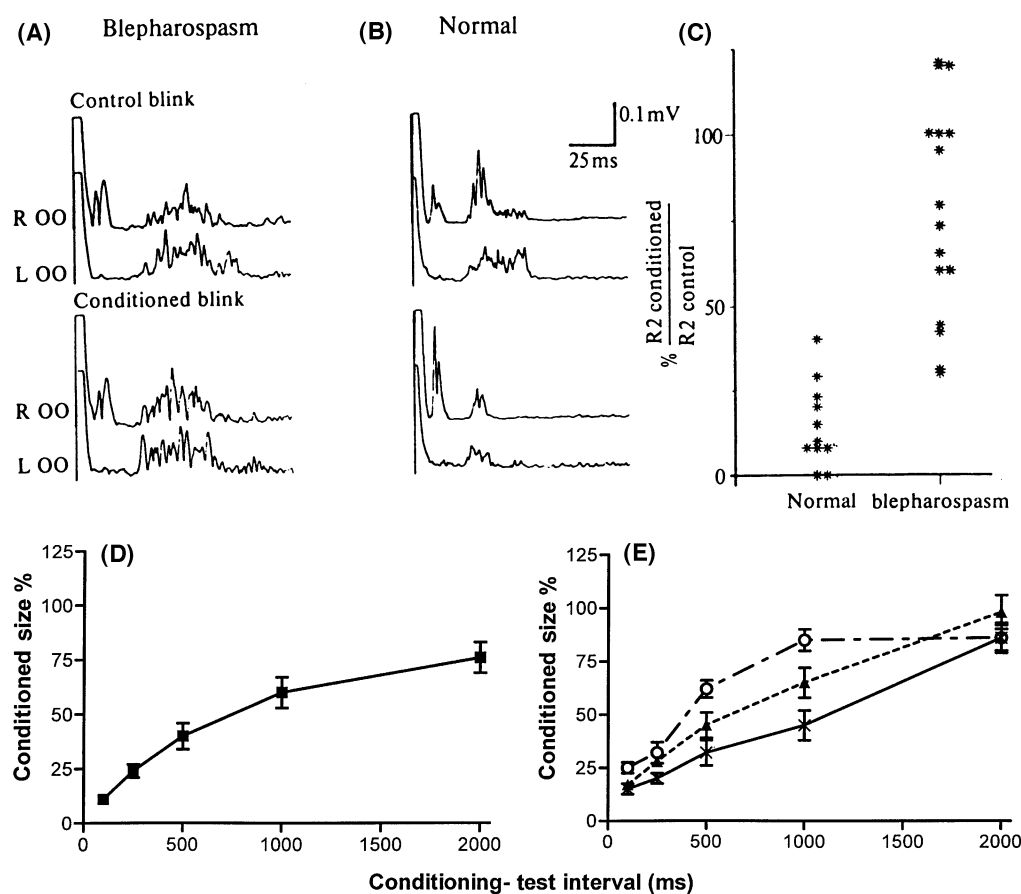 (A) Blepharospasm
(B) Normal
(C)
Control blink
R OO
L OO
Conditioned blink
R OO
L OO
0.1mV
25ms
% R2 conditioned
R2 control
100
50
0
Normal blepharospasm
(D)
Conditioned size %
125
100
75
50
25
0
0 500 1000 1500 2000
(E)
Conditioned size %
125
100
75
50
25
0
0 500 1000 1500 2000
Conditioning- test interval (ms)